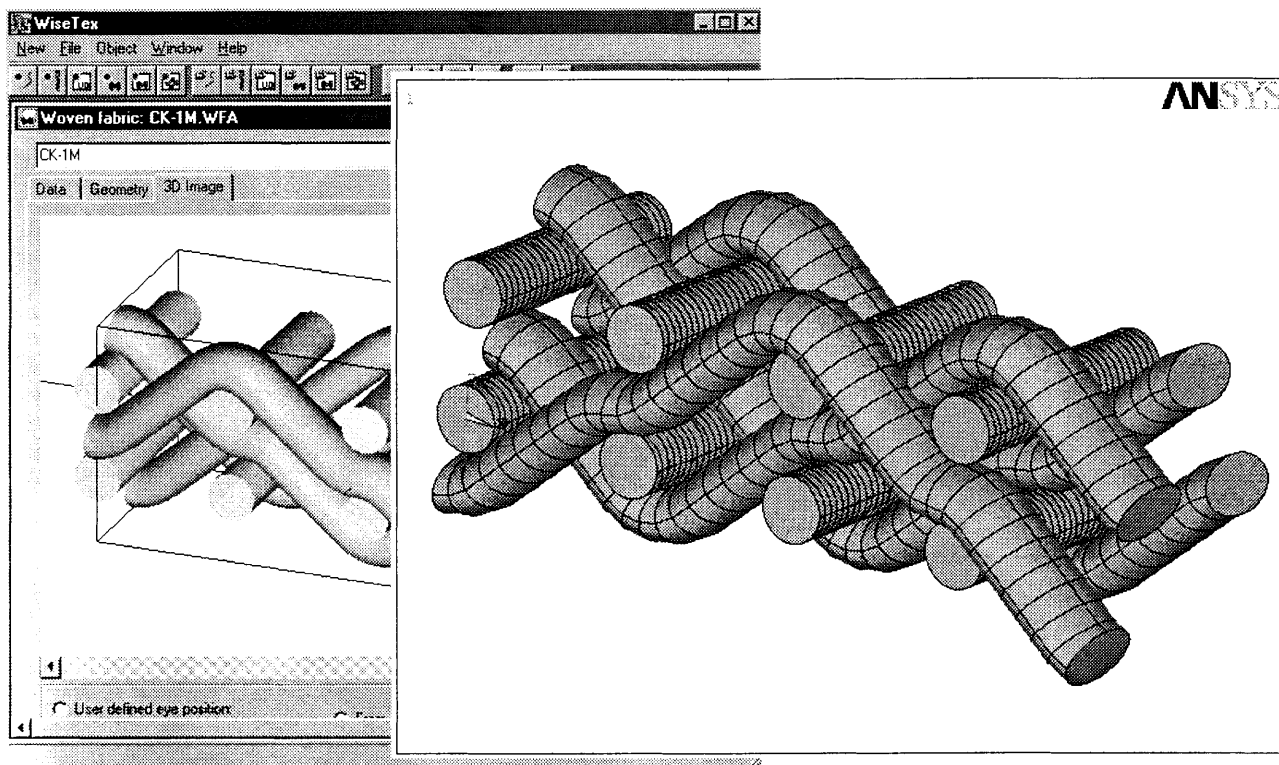 WiseTex
New File Object Window Help
Woven fabric: CK-1M.WFA
CK-1M
Data Geometry 3D Image
User defined eye position:
1
ANSYS